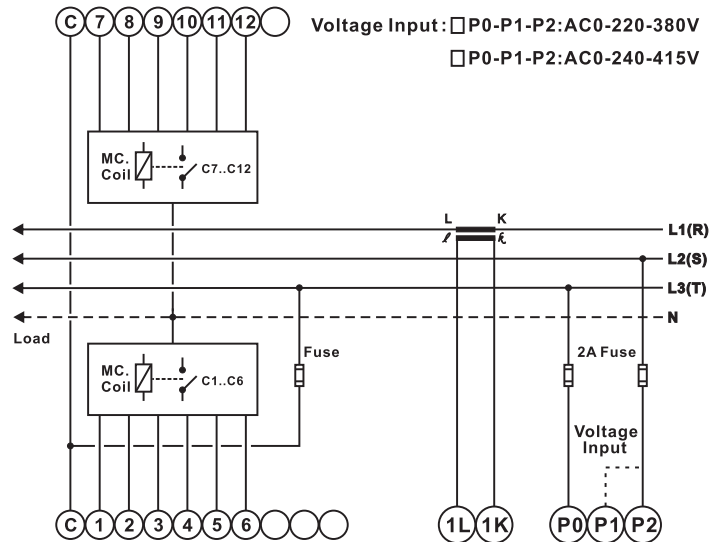 C 7 8 9 10 11 12
Voltage Input: P0-P1-P2:AC0-220-380V
P0-P1-P2:AC0-240-415V
MC.
Coil
C7..C12
L K
L1(R)
ℓ k
L2(S)
L3(T)
N
Load
Fuse
2A Fuse
MC.
Coil
C1..C6
Voltage
Input
C 1 2 3 4 5 6
1L 1K
P0 P1 P2